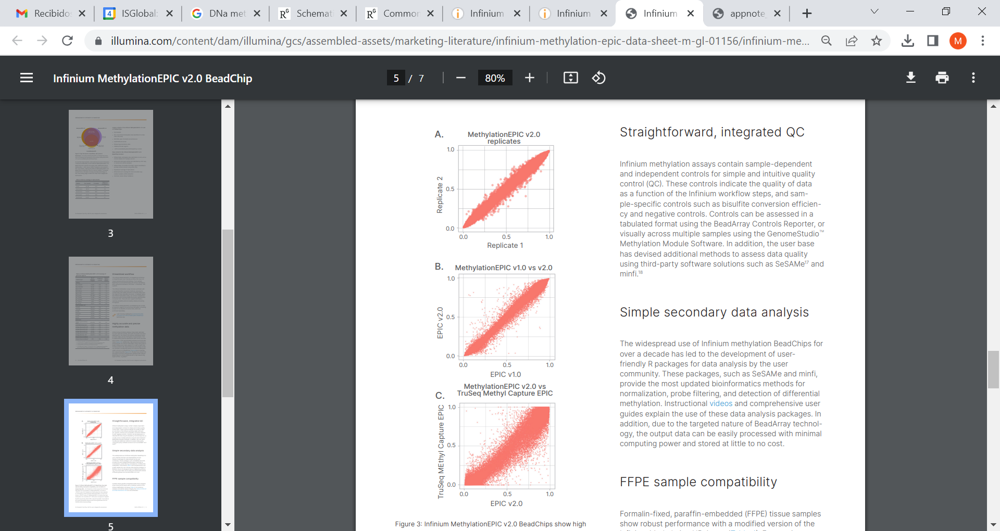 Recibidos
ISGlobal:
DNa met
Schemati
Common
Infinium
Infinium
Infinium
appnote_
illumina.com/content/dam/illumina/gcs/assembled-assets/marketing-literature/infinium-methylation-epic-data-sheet-m-gl-01156/infinium-me...
M
Infinium MethylationEPIC v2.0 BeadChip
5 / 7
80%
3
4
5
A.
MethylationEPIC v2.0
replicates
1.0
0.5
0.0
Replicate 2
0.0 0.5 1.0
Replicate 1
B.
MethylationEPIC v1.0 vs v2.0
1.0
0.5
0.0
EPIC v2.0
0.0 0.5 1.0
EPIC v1.0
C.
MethylationEPIC v2.0 vs
TruSeq Methyl Capture EPIC
1.0
0.5
0.0
TruSeq MEthyl Capture EPIC
0.0 0.5 1.0
EPIC v2.0
Figure 3: Infinium MethylationEPIC v2.0 BeadChips show high
Straightforward, integrated QC
Infinium methylation assays contain sample-dependent
and independent controls for simple and intuitive quality
control (QC). These controls indicate the quality of data
as a function of the Infinium workflow steps, and sam-
ple-specific controls such as bisulfite conversion efficien-
cy and negative controls. Controls can be assessed in a
tabulated format using the BeadArray Controls Reporter, or
visually across multiple samples using the GenomeStudio™
Methylation Module Software. In addition, the user base
has devised additional methods to assess data quality
using third-party software solutions such as SeSAMe¹⁷ and
minfi.¹⁸
Simple secondary data analysis
The widespread use of Infinium methylation BeadChips for
over a decade has led to the development of user-
friendly R packages for data analysis by the user
community. These packages, such as SeSAMe and minfi,
provide the most updated bioinformatics methods for
normalization, probe filtering, and detection of differential
methylation. Instructional videos and comprehensive user
guides explain the use of these data analysis packages. In
addition, due to the targeted nature of BeadArray technol-
ogy, the output data can be easily processed with minimal
computing power and stored at little to no cost.
FFPE sample compatibility
Formalin-fixed, paraffin-embedded (FFPE) tissue samples
show robust performance with a modified version of the